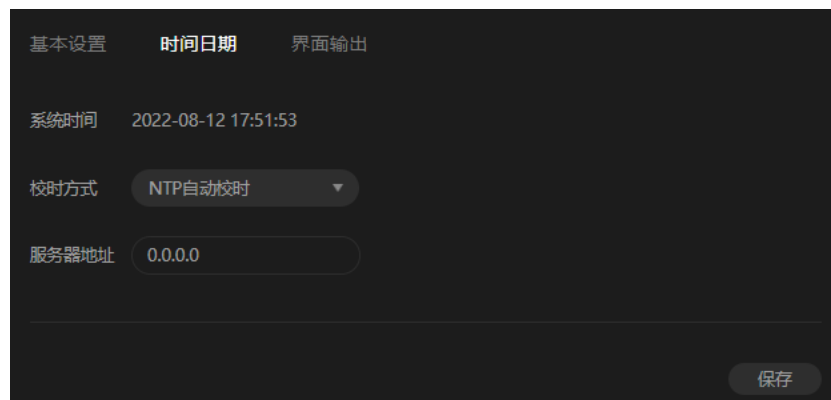 基本设置 时间日期 界面输出
系统时间 2022-08-12 17:51:53
校时方式 NTP自动校时
服务器地址 0.0.0.0
保存